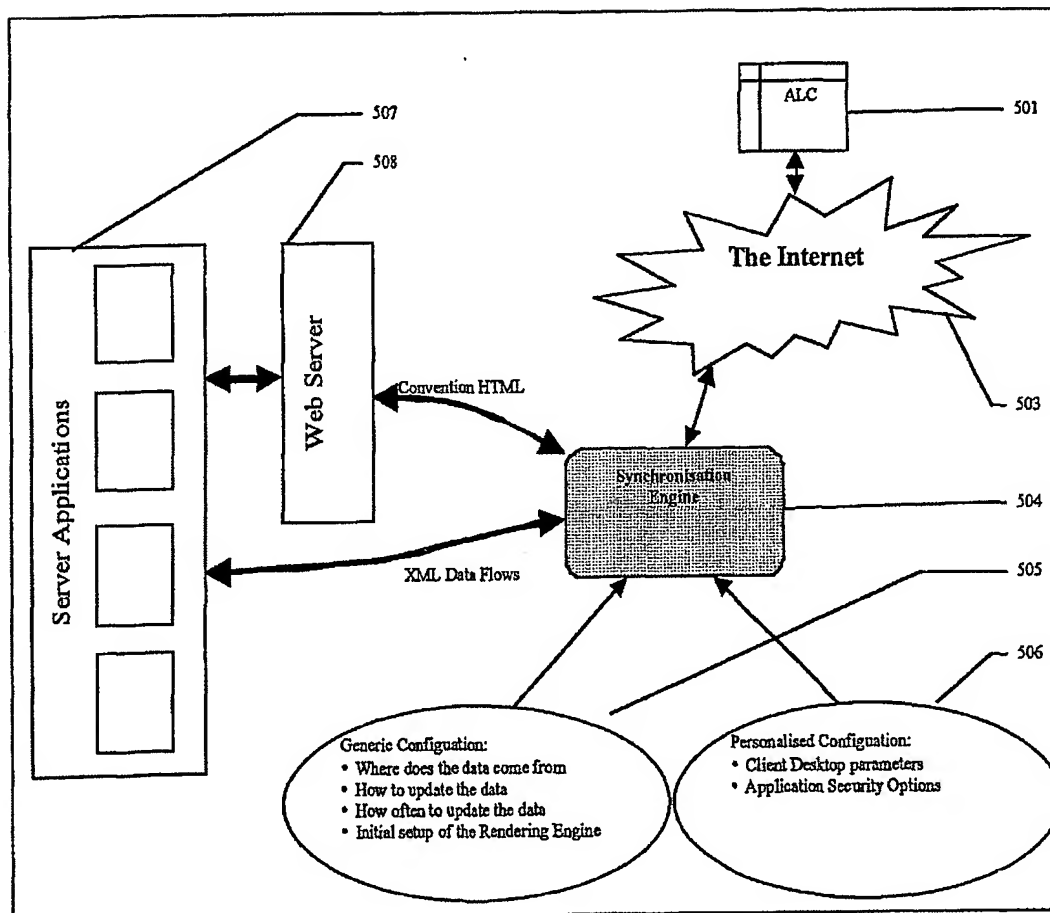 507
ALC
501
508
The Internet
Server Applications
Web Server
Convention HTML
503
Synchronisation
Engine
504
XML Data Flows
505
506
Generic Configuation:
• Where does the data come from
• How to update the data
• How often to update the data
• Initial setup of the Rendering Engine
Personalised Configuation:
• Client Desktop parameters
• Application Security Options